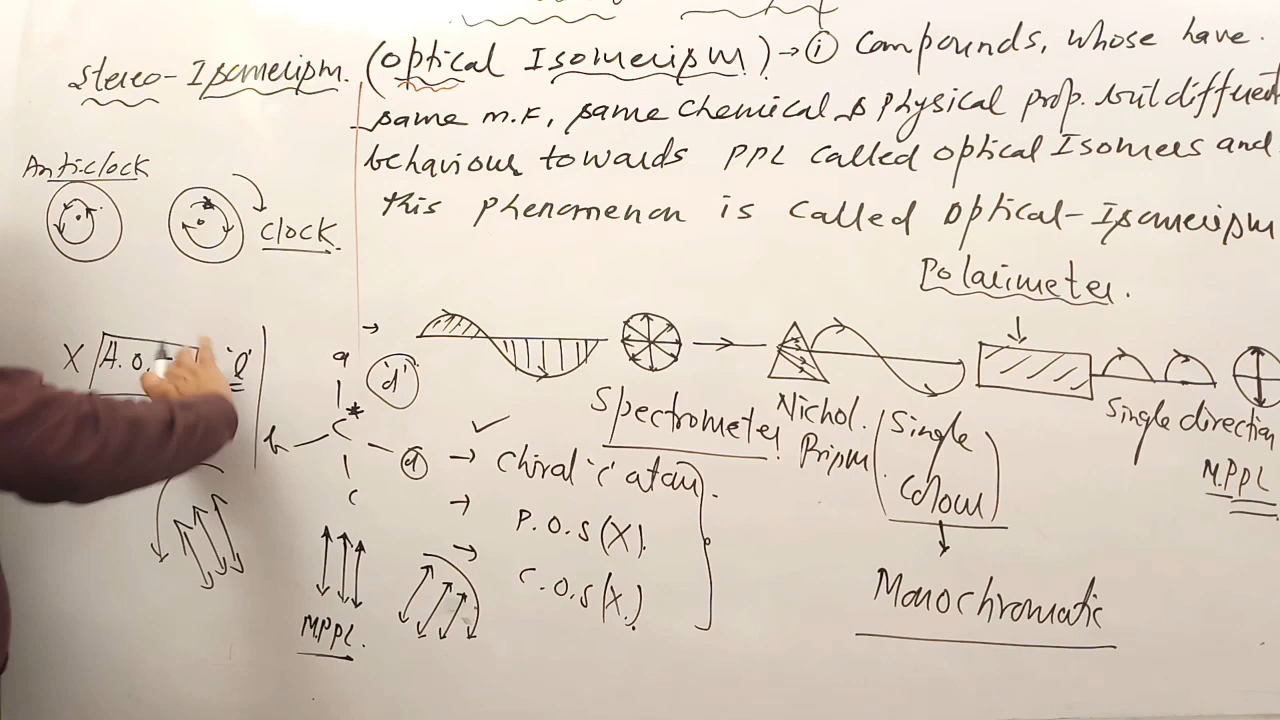 Stereo-Isomerism. (Optical Isomerism) → (i) Compounds, whose have.
same m.F, same chemical & physical prop. but different
behaviour towards PPL called optical Isomers and
this phenomenon is called Optical-Isomerism
Anticlock
clock.
Polarimeter.
X A.O. 'l'
a
'd'
b C* d
c
Spectrometer
Nichol.
Prism
(Single
Colour)
Single direction
M.PPL
→ Chiral 'C' atom.
→ P.O.S (X).
→ C.O.S (X.)
M.PPL.
Monochromatic